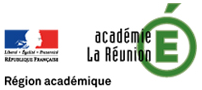 académie
La Réunion
É
Liberté • Égalité • Fraternité
RÉPUBLIQUE FRANÇAISE
Région académique